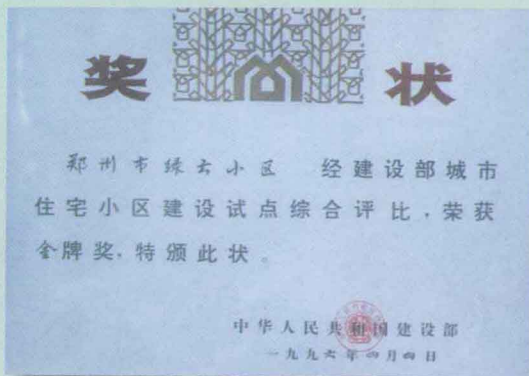 奖状
郑州市绿云小区 经建设部城市
住宅小区建设试点综合评比，荣获
金牌奖，特颁此状。
中华人民共和国建设部
一九九六年四月四日